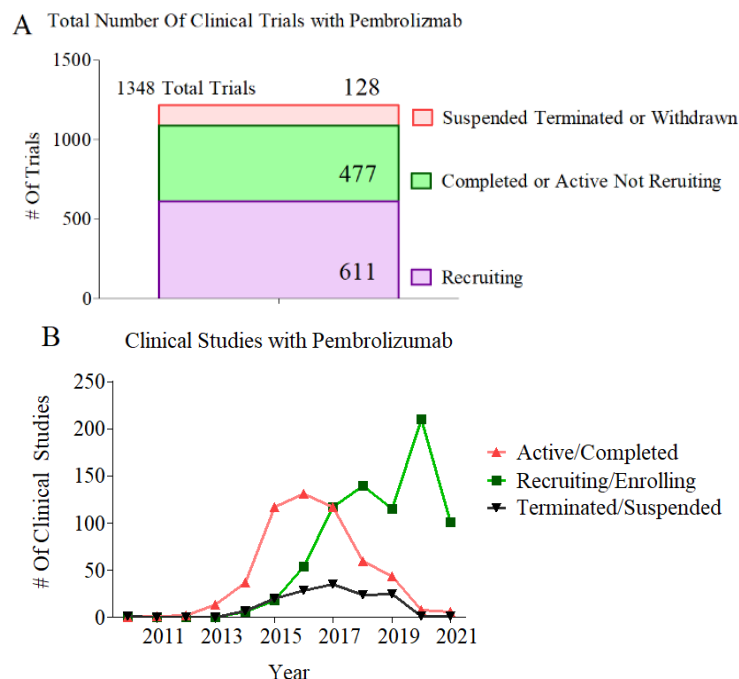 A Total Number Of Clinical Trials with Pembrolizmab
1500
1348 Total Trials 128
Suspended Terminated or Withdrawn
1000
477 Completed or Active Not Reruiting
500
611 Recruiting
0
# Of Trials
B Clinical Studies with Pembrolizumab
250
200
150
100
50
0
# Of Clinical Studies
Active/Completed
Recruiting/Enrolling
Terminated/Suspended
2011 2013 2015 2017 2019 2021
Year